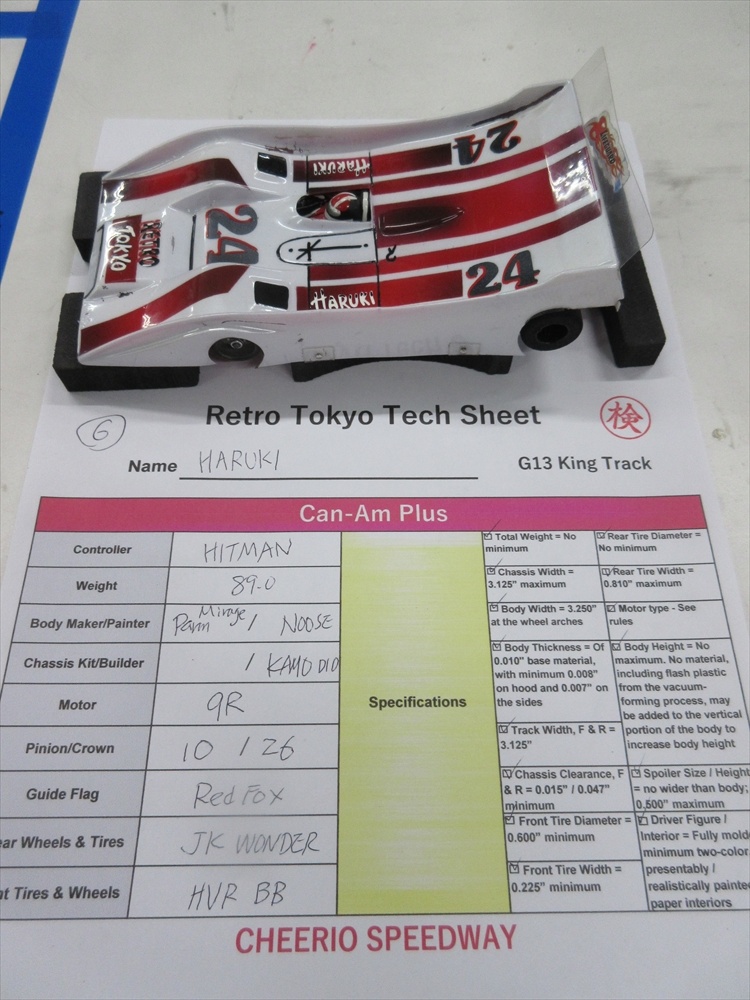 24
HARUKI
RETRO
TOKYO
24
HARUKI
24
6
Retro Tokyo Tech Sheet
検
Name HARUKI
G13 King Track
Can-Am Plus
Controller HITMAN
Weight 89.0
Body Maker/Painter Parm Mirage / NOOSE
Chassis Kit/Builder / KAMO DIO
Motor 9R
Pinion/Crown 10 / 26
Guide Flag Red Fox
ear Wheels & Tires JK WONDER
nt Tires & Wheels HVR BB
Specifications
Total Weight = No
minimum
Chassis Width =
3.125" maximum
Body Width = 3.250"
at the wheel arches
Body Thickness = Of
0.010" base material,
with minimum 0.008"
on hood and 0.007" on
the sides
Track Width, F & R =
3.125"
Chassis Clearance, F
& R = 0.015" / 0.047"
minimum
Front Tire Diameter =
0.600" minimum
Front Tire Width =
0.225" minimum
Rear Tire Diameter =
No minimum
Rear Tire Width =
0.810" maximum
Motor type - See
rules
Body Height = No
maximum. No material,
including flash plastic
from the vacuum-
forming process, may
be added to the vertical
portion of the body to
increase body height
Spoiler Size / Height
= no wider than body;
0.500" maximum
Driver Figure /
Interior = Fully mold
minimum two-color
presentably /
realistically painte
paper interiors
CHEERIO SPEEDWAY